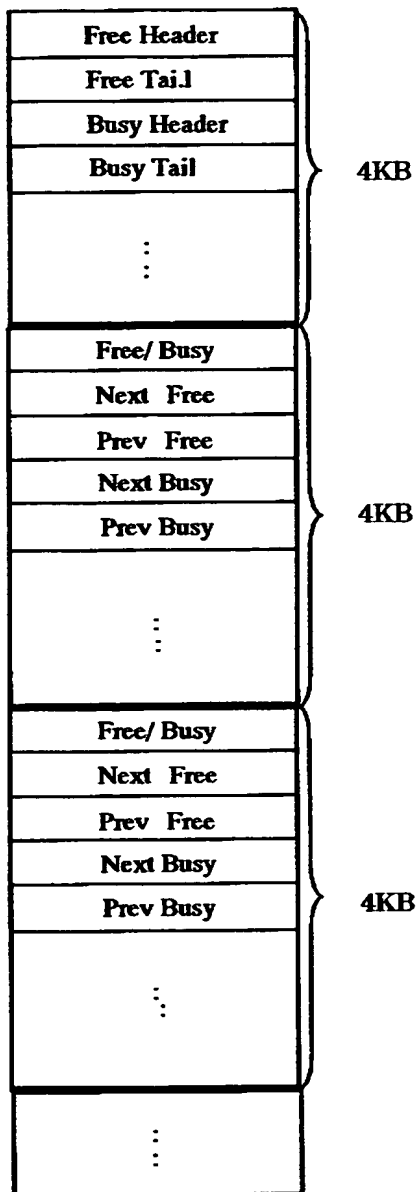 Free Header
Free Tai.l
Busy Header
Busy Tail
4KB
Free/ Busy
Next Free
Prev Free
Next Busy
Prev Busy
4KB
Free/ Busy
Next Free
Prev Free
Next Busy
Prev Busy
4KB